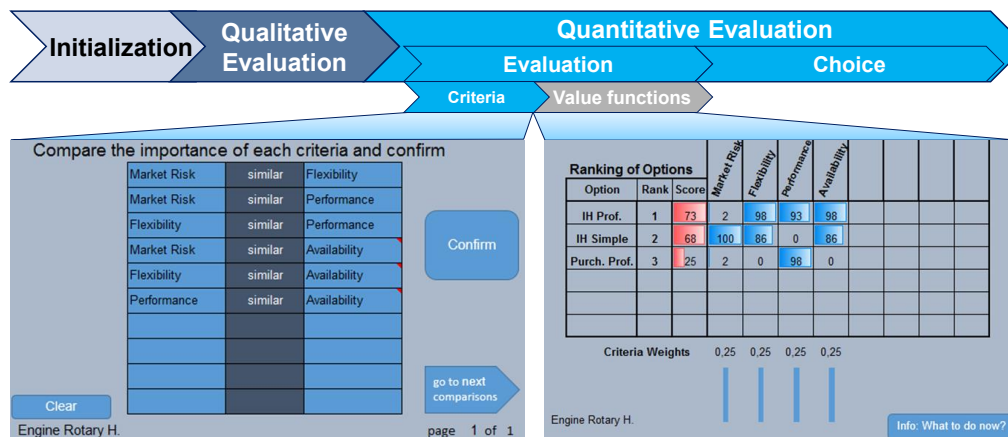 Initialization
Qualitative
Evaluation
Quantitative Evaluation
Evaluation
Choice
Criteria
Value functions
Compare the importance of each criteria and confirm
Market Risk similar Flexibility
Market Risk similar Performance
Flexibility similar Performance
Market Risk similar Availability
Flexibility similar Availability
Performance similar Availability
Confirm
go to next
comparisons
Clear
Engine Rotary H.
page 1 of 1
Ranking of Options
Market Risk Flexibility Performance Availability
Option Rank Score
IH Prof. 1 73 2 98 93 98
IH Simple 2 68 100 86 0 86
Purch. Prof. 3 25 2 0 98 0
Criteria Weights 0,25 0,25 0,25 0,25
Engine Rotary H.
Info: What to do now?